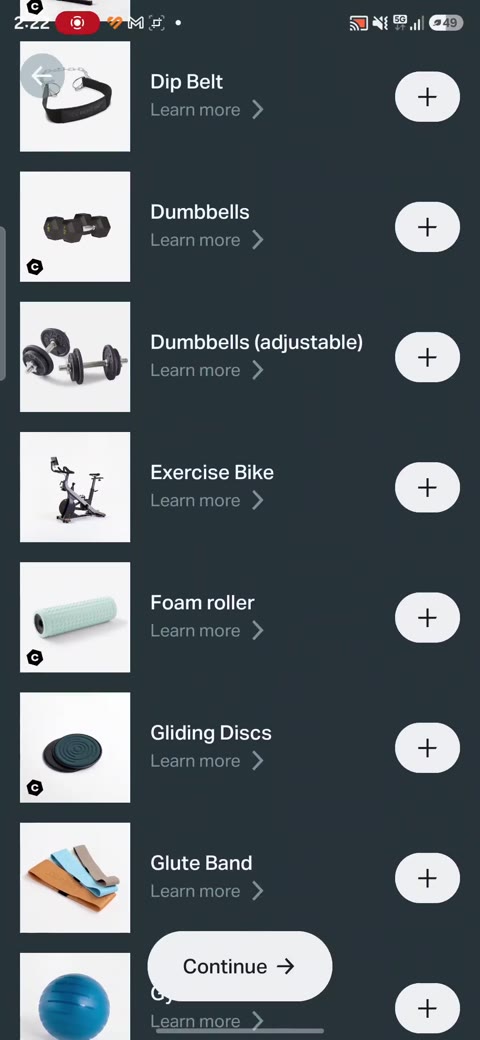 2:22
5G
49
Dip Belt
Learn more
Dumbbells
Learn more
C
Dumbbells (adjustable)
Learn more
Exercise Bike
Learn more
Foam roller
Learn more
C
Gliding Discs
Learn more
C
Glute Band
Learn more
Continue →
Learn more